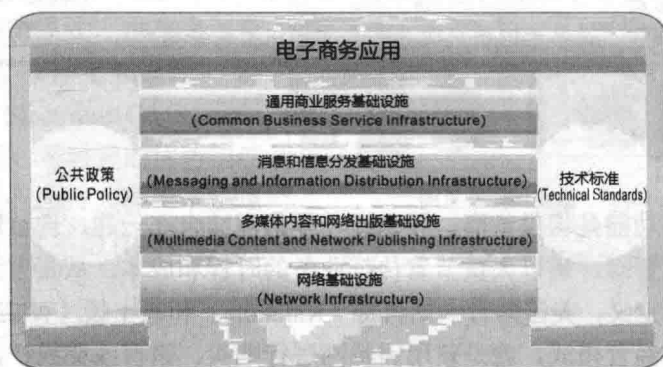 电子商务应用
通用商业服务基础设施
(Common Business Service Infrastructure)
消息和信息分发基础设施
(Messaging and Information Distribution Infrastructure)
多媒体内容和网络出版基础设施
(Multimedia Content and Network Publishing Infrastructure)
网络基础设施
(Network Infrastructure)
公共政策
(Public Policy)
技术标准
(Technical Standards)